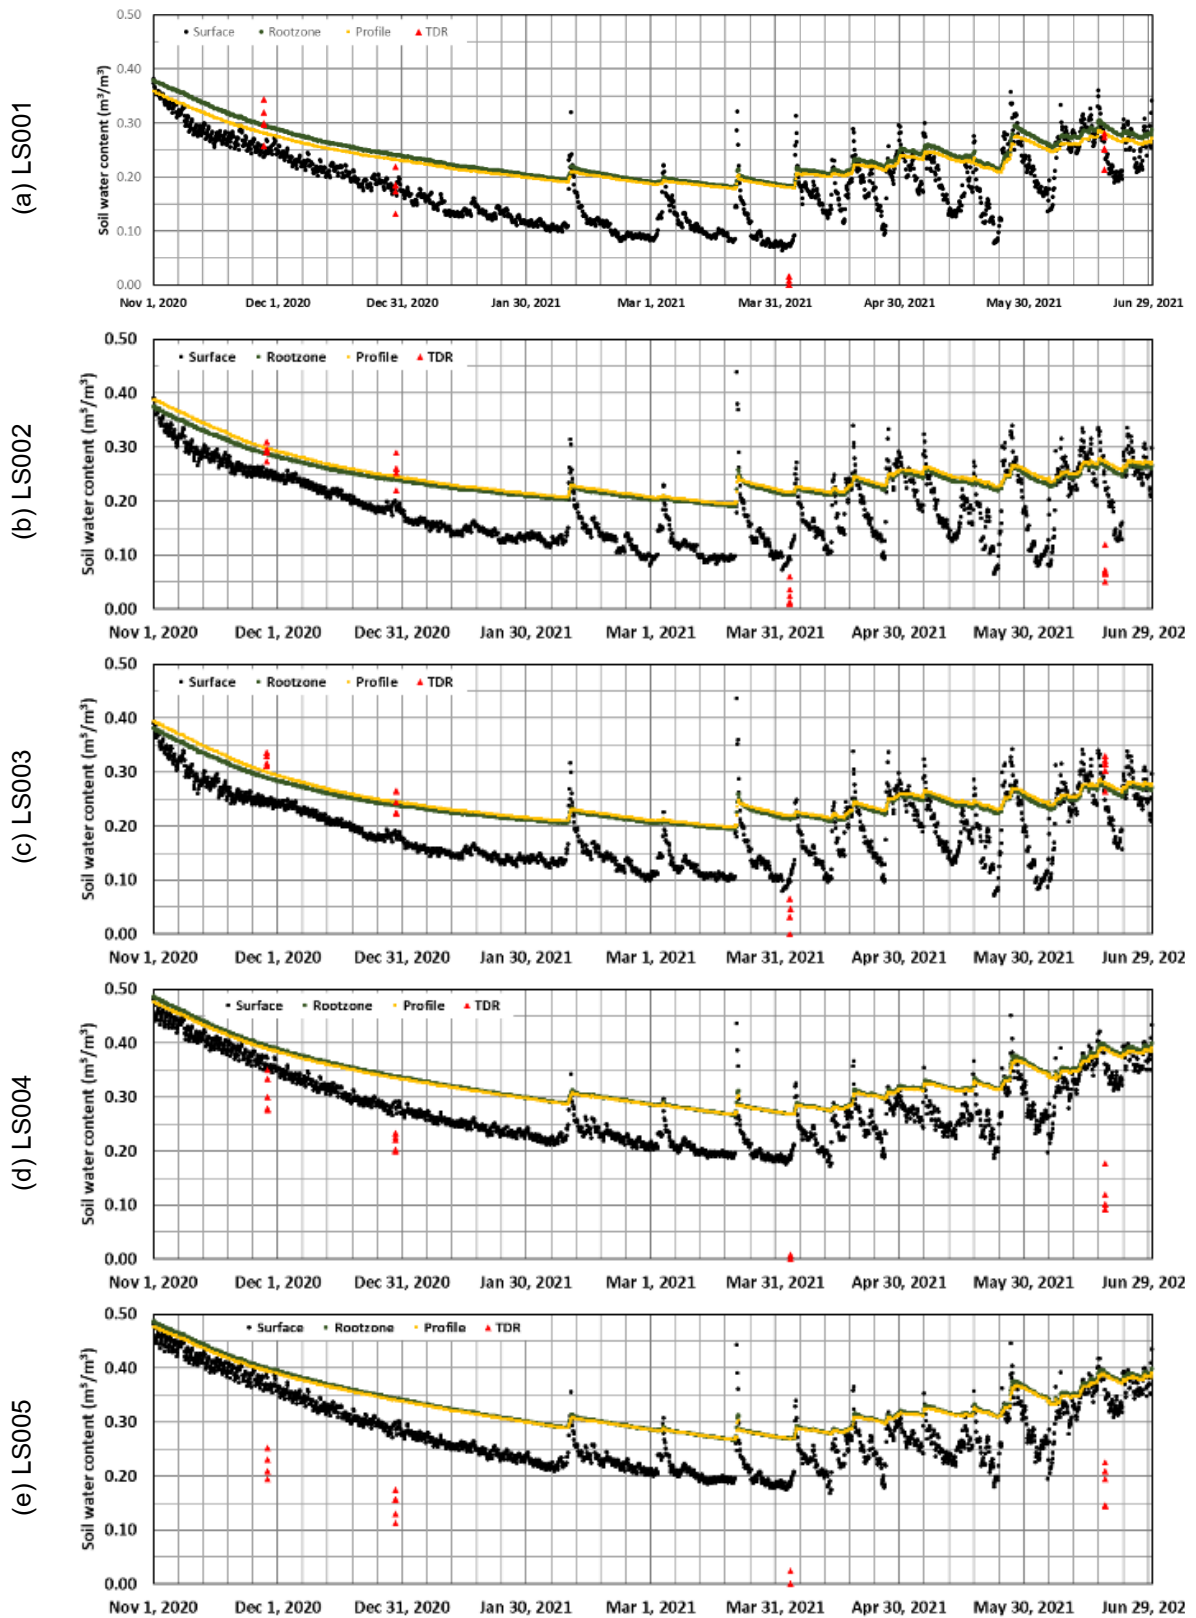 (a) LS001
Soil water content (m³/m³)
0.50
0.40
0.30
0.20
0.10
0.00
Surface Rootzone Profile TDR
Nov 1, 2020 Dec 1, 2020 Dec 31, 2020 Jan 30, 2021 Mar 1, 2021 Mar 31, 2021 Apr 30, 2021 May 30, 2021 Jun 29, 2021
(b) LS002
Soil water content (m³/m³)
0.50
0.40
0.30
0.20
0.10
0.00
Surface Rootzone Profile TDR
Nov 1, 2020 Dec 1, 2020 Dec 31, 2020 Jan 30, 2021 Mar 1, 2021 Mar 31, 2021 Apr 30, 2021 May 30, 2021 Jun 29, 202
(c) LS003
Soil water content (m³/m³)
0.50
0.40
0.30
0.20
0.10
0.00
Surface Rootzone Profile TDR
Nov 1, 2020 Dec 1, 2020 Dec 31, 2020 Jan 30, 2021 Mar 1, 2021 Mar 31, 2021 Apr 30, 2021 May 30, 2021 Jun 29, 202
(d) LS004
Soil water content (m³/m³)
0.50
0.40
0.30
0.20
0.10
0.00
Surface Rootzone Profile TDR
Nov 1, 2020 Dec 1, 2020 Dec 31, 2020 Jan 30, 2021 Mar 1, 2021 Mar 31, 2021 Apr 30, 2021 May 30, 2021 Jun 29, 202
(e) LS005
Soil water content (m³/m³)
0.50
0.40
0.30
0.20
0.10
0.00
Surface Rootzone Profile TDR
Nov 1, 2020 Dec 1, 2020 Dec 31, 2020 Jan 30, 2021 Mar 1, 2021 Mar 31, 2021 Apr 30, 2021 May 30, 2021 Jun 29, 202